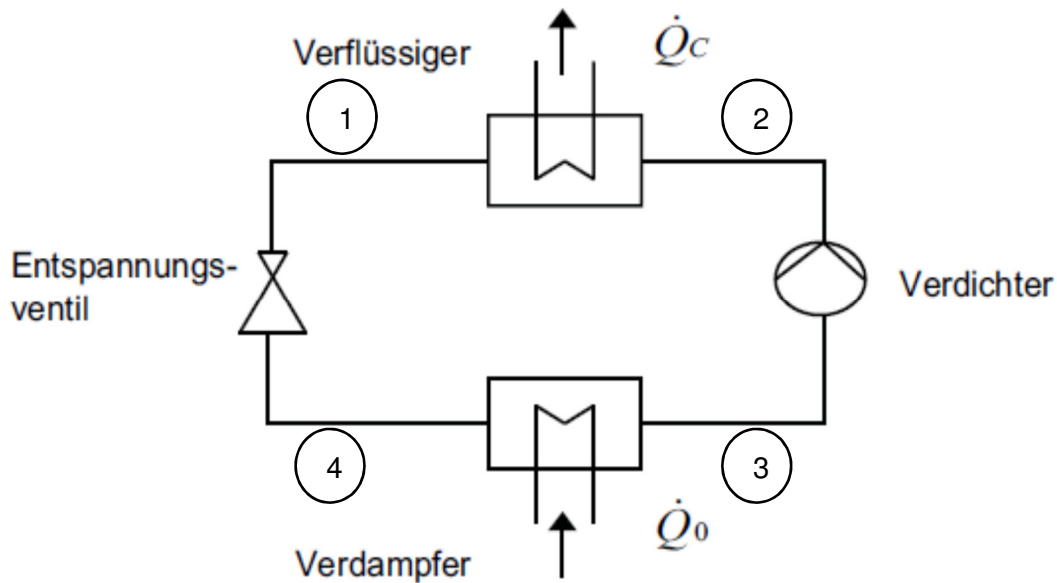 Verflüssiger
Q̇C
1
2
Entspannungs-
ventil
Verdichter
4
3
Q̇0
Verdampfer